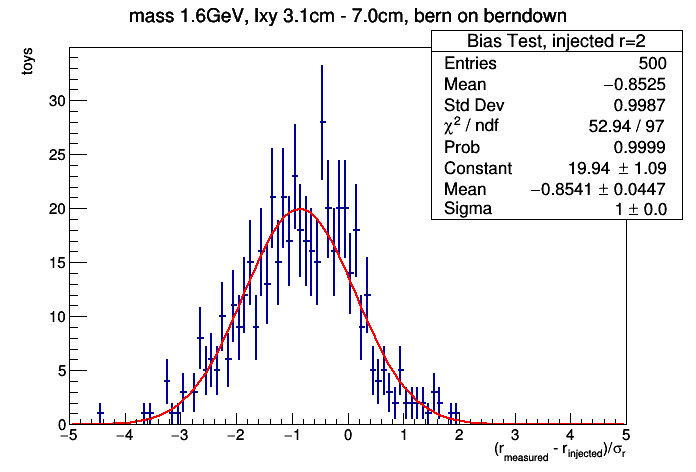 mass 1.6GeV, lxy 3.1cm - 7.0cm, bern on berndown
Bias Test, injected r=2
Entries 500
Mean −0.8525
Std Dev 0.9987
χ² / ndf 52.94 / 97
Prob 0.9999
Constant 19.94 ± 1.09
Mean −0.8541 ± 0.0447
Sigma 1 ± 0.0
toys
30
25
20
15
10
5
0
−5 −4 −3 −2 −1 0 1 2 3 4 5
(r_measured - r_injected)/σ_r